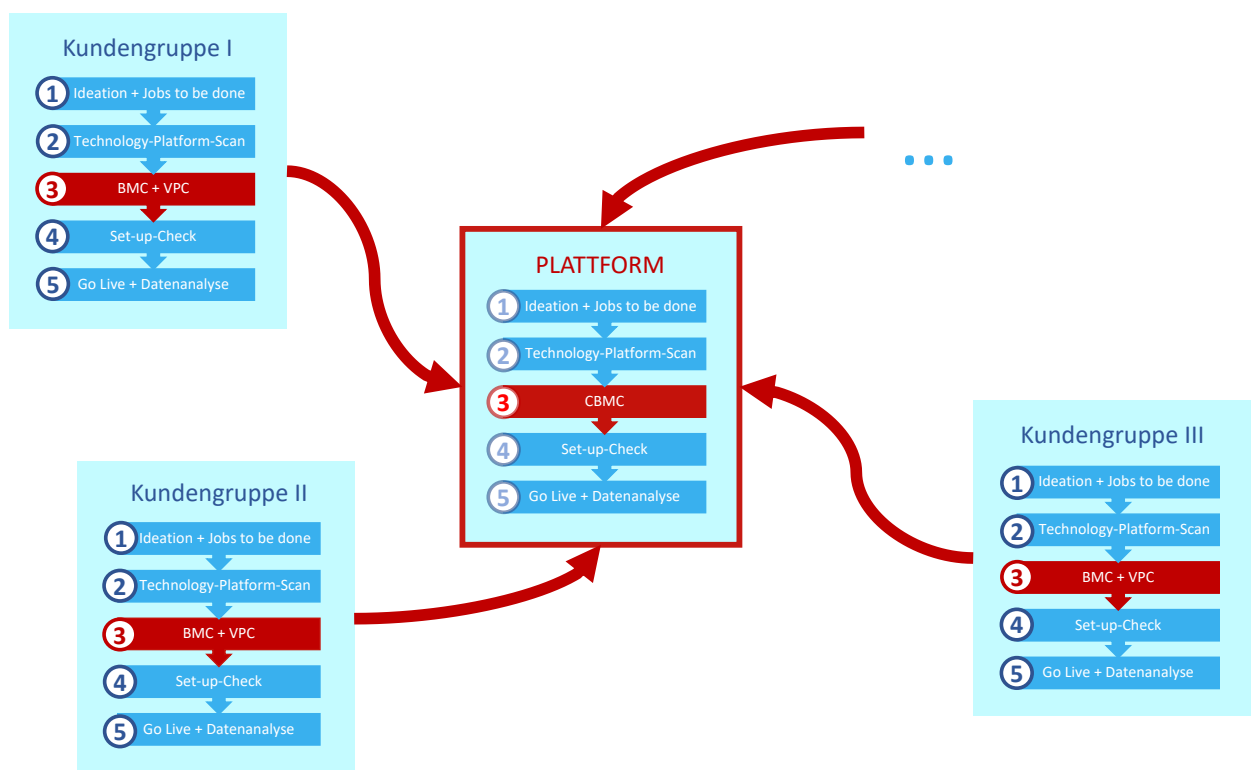 Kundengruppe I
1 Ideation + Jobs to be done
2 Technology-Platform-Scan
3 BMC + VPC
4 Set-up-Check
5 Go Live + Datenanalyse
...
PLATTFORM
1 Ideation + Jobs to be done
2 Technology-Platform-Scan
3 CBMC
4 Set-up-Check
5 Go Live + Datenanalyse
Kundengruppe II
1 Ideation + Jobs to be done
2 Technology-Platform-Scan
3 BMC + VPC
4 Set-up-Check
5 Go Live + Datenanalyse
Kundengruppe III
1 Ideation + Jobs to be done
2 Technology-Platform-Scan
3 BMC + VPC
4 Set-up-Check
5 Go Live + Datenanalyse